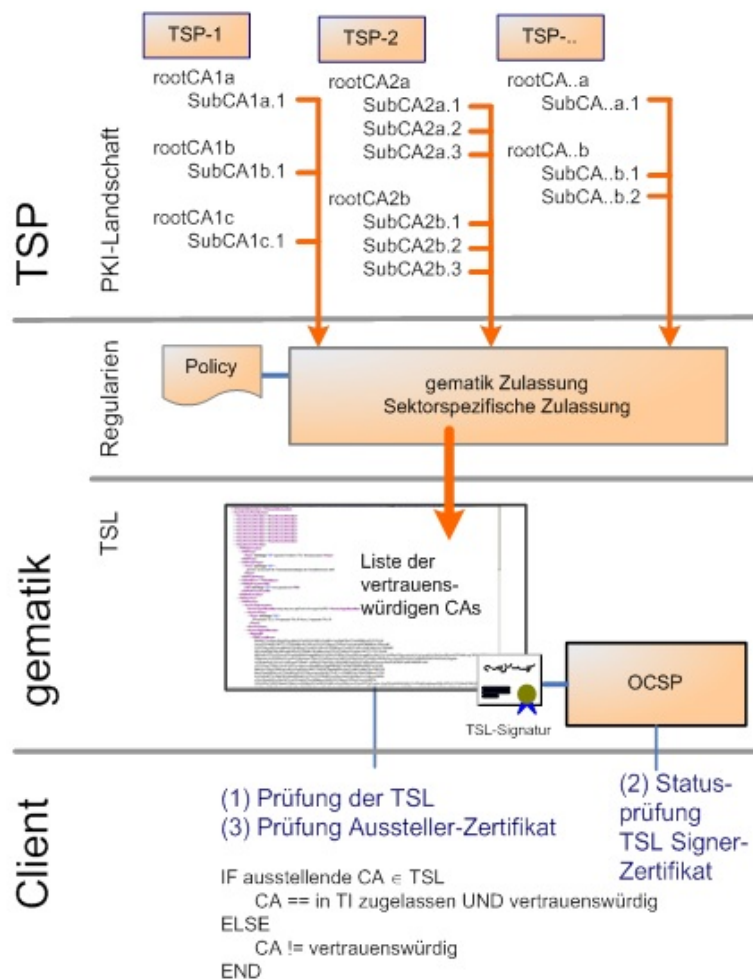 TSP-1
TSP-2
TSP-..
rootCA1a
SubCA1a.1
rootCA1b
SubCA1b.1
rootCA1c
SubCA1c.1
rootCA2a
SubCA2a.1
SubCA2a.2
SubCA2a.3
rootCA2b
SubCA2b.1
SubCA2b.2
SubCA2b.3
rootCA..a
SubCA..a.1
rootCA..b
SubCA..b.1
SubCA..b.2
TSP
PKI-Landschaft
Regularien
Policy
gematik Zulassung
Sektorspezifische Zulassung
gematik
TSL
Liste der
vertrauens-
würdigen CAs
TSL-Signatur
OCSP
Client
(1) Prüfung der TSL
(3) Prüfung Aussteller-Zertifikat
(2) Status-
prüfung
TSL Signer-
Zertifikat
IF ausstellende CA ∈ TSL
CA == in TI zugelassen UND vertrauenswürdig
ELSE
CA != vertrauenswürdig
END